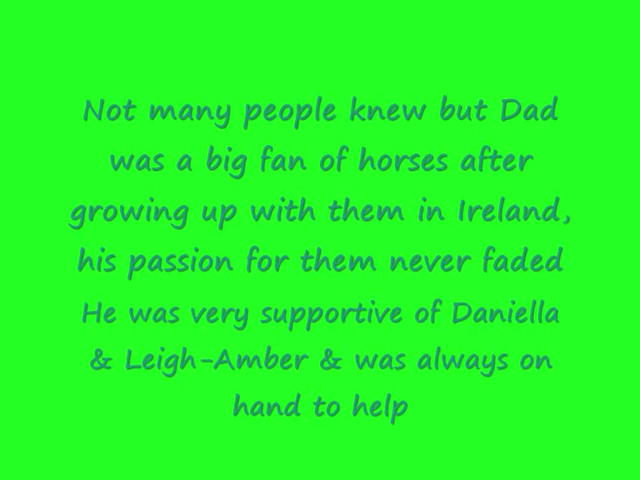 Not many people knew but Dad
was a big fan of horses after
growing up with them in Ireland,
his passion for them never faded
He was very supportive of Daniella
& Leigh-Amber & was always on
hand to help